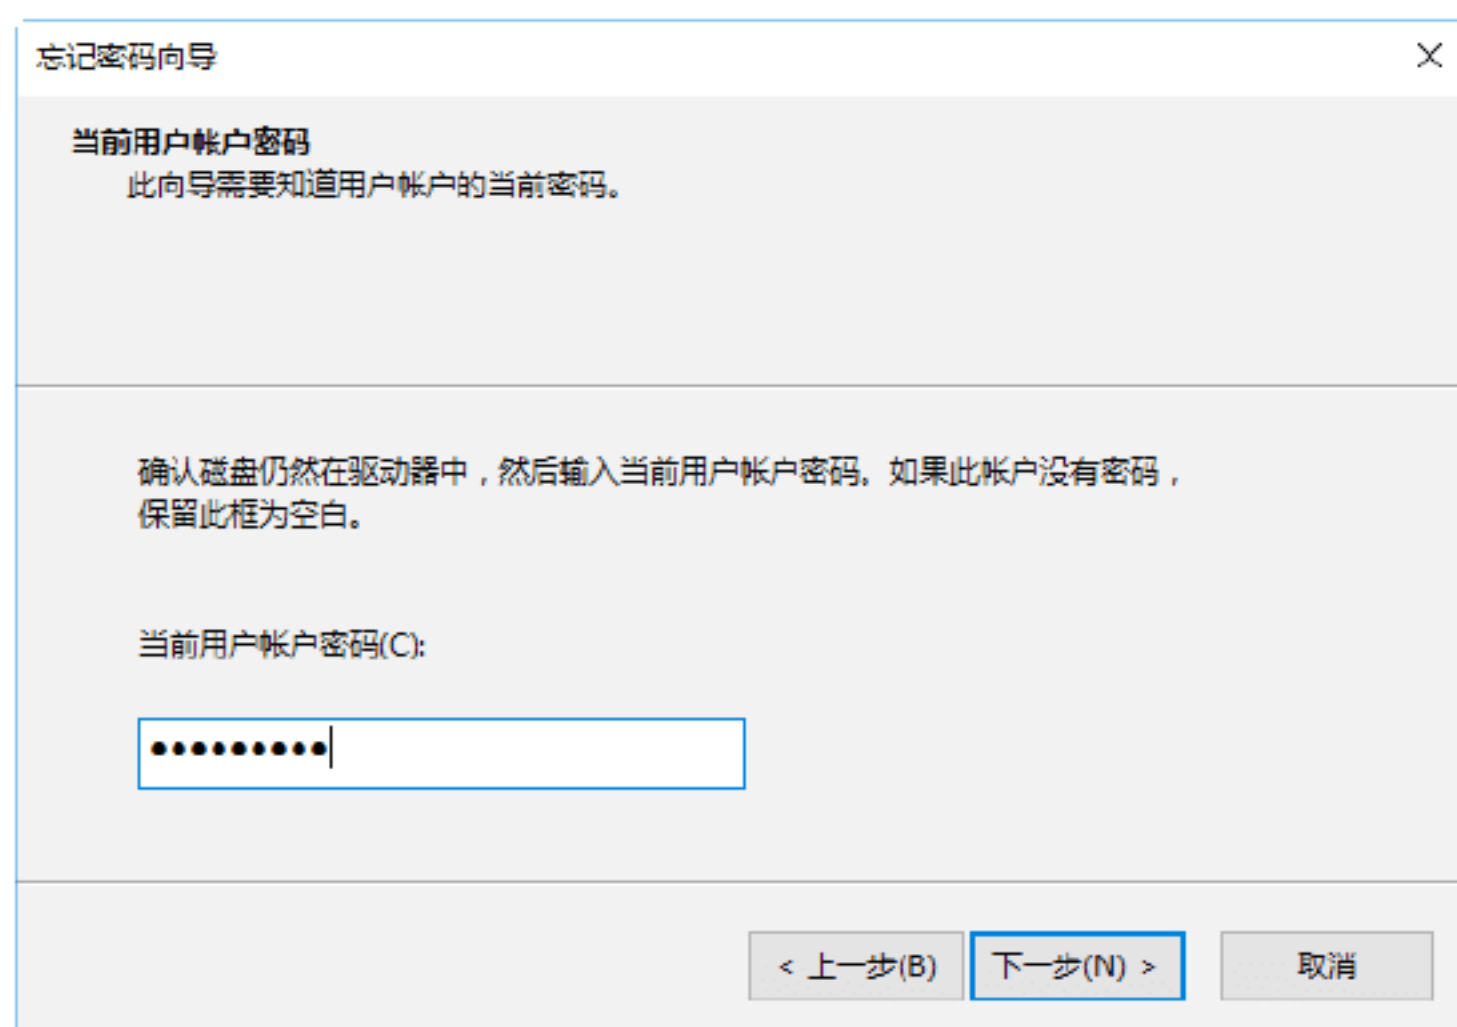 忘记密码向导
当前用户帐户密码
此向导需要知道用户帐户的当前密码。
确认磁盘仍然在驱动器中，然后输入当前用户帐户密码。如果此帐户没有密码，
保留此框为空白。
当前用户帐户密码(C):
●●●●●●●●●
< 上一步(B) 下一步(N) > 取消